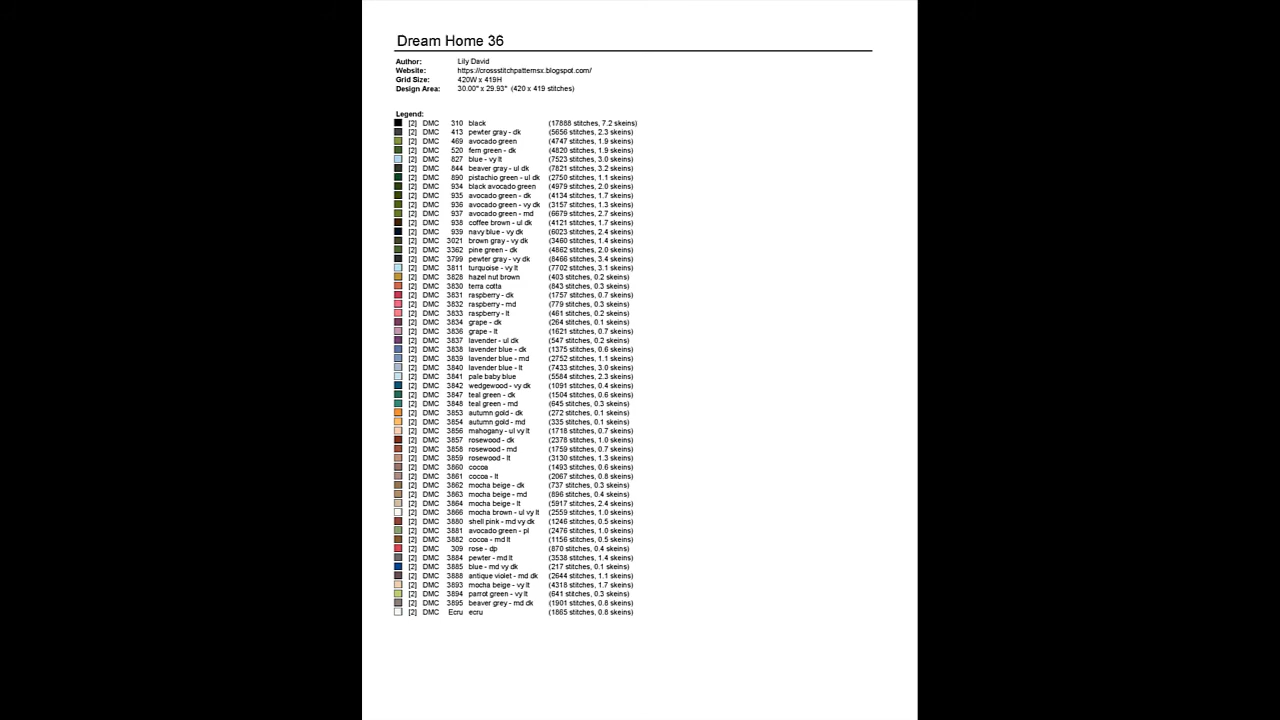 Dream Home 36
Author: Lily David
Website: https://crossstitchpatternsx.blogspot.com/
Grid Size: 420W x 419H
Design Area: 30.00" x 29.93" (420 x 419 stitches)
Legend:
[2] DMC 310 black (17888 stitches, 7.2 skeins)
[2] DMC 413 pewter gray - dk (5656 stitches, 2.3 skeins)
[2] DMC 469 avocado green (4747 stitches, 1.9 skeins)
[2] DMC 520 fern green - dk (4820 stitches, 1.9 skeins)
[2] DMC 827 blue - vy lt (7523 stitches, 3.0 skeins)
[2] DMC 844 beaver gray - ul dk (7821 stitches, 3.2 skeins)
[2] DMC 890 pistachio green - ul dk (2750 stitches, 1.1 skeins)
[2] DMC 934 black avocado green (4979 stitches, 2.0 skeins)
[2] DMC 935 avocado green - dk (4134 stitches, 1.7 skeins)
[2] DMC 936 avocado green - vy dk (3157 stitches, 1.3 skeins)
[2] DMC 937 avocado green - md (6679 stitches, 2.7 skeins)
[2] DMC 938 coffee brown - ul dk (4121 stitches, 1.7 skeins)
[2] DMC 939 navy blue - vy dk (6023 stitches, 2.4 skeins)
[2] DMC 3021 brown gray - vy dk (3460 stitches, 1.4 skeins)
[2] DMC 3362 pine green - dk (4862 stitches, 2.0 skeins)
[2] DMC 3799 pewter gray - vy dk (8466 stitches, 3.4 skeins)
[2] DMC 3811 turquoise - vy lt (7702 stitches, 3.1 skeins)
[2] DMC 3828 hazel nut brown (403 stitches, 0.2 skeins)
[2] DMC 3830 terra cotta (843 stitches, 0.3 skeins)
[2] DMC 3831 raspberry - dk (1757 stitches, 0.7 skeins)
[2] DMC 3832 raspberry - md (779 stitches, 0.3 skeins)
[2] DMC 3833 raspberry - lt (461 stitches, 0.2 skeins)
[2] DMC 3834 grape - dk (264 stitches, 0.1 skeins)
[2] DMC 3836 grape - lt (1621 stitches, 0.7 skeins)
[2] DMC 3837 lavender - ul dk (547 stitches, 0.2 skeins)
[2] DMC 3838 lavender blue - dk (1375 stitches, 0.6 skeins)
[2] DMC 3839 lavender blue - md (2752 stitches, 1.1 skeins)
[2] DMC 3840 lavender blue - lt (7433 stitches, 3.0 skeins)
[2] DMC 3841 pale baby blue (5584 stitches, 2.3 skeins)
[2] DMC 3842 wedgewood - vy dk (1091 stitches, 0.4 skeins)
[2] DMC 3847 teal green - dk (1504 stitches, 0.6 skeins)
[2] DMC 3848 teal green - md (645 stitches, 0.3 skeins)
[2] DMC 3853 autumn gold - dk (272 stitches, 0.1 skeins)
[2] DMC 3854 autumn gold - md (335 stitches, 0.1 skeins)
[2] DMC 3856 mahogany - ul vy lt (1718 stitches, 0.7 skeins)
[2] DMC 3857 rosewood - dk (2378 stitches, 1.0 skeins)
[2] DMC 3858 rosewood - md (1759 stitches, 0.7 skeins)
[2] DMC 3859 rosewood - lt (3130 stitches, 1.3 skeins)
[2] DMC 3860 cocoa (1493 stitches, 0.6 skeins)
[2] DMC 3861 cocoa - lt (2067 stitches, 0.8 skeins)
[2] DMC 3862 mocha beige - dk (737 stitches, 0.3 skeins)
[2] DMC 3863 mocha beige - md (896 stitches, 0.4 skeins)
[2] DMC 3864 mocha beige - lt (5917 stitches, 2.4 skeins)
[2] DMC 3866 mocha brown - ul vy lt (2559 stitches, 1.0 skeins)
[2] DMC 3880 shell pink - md vy dk (1246 stitches, 0.5 skeins)
[2] DMC 3881 avocado green - pl (2476 stitches, 1.0 skeins)
[2] DMC 3882 cocoa - md lt (1156 stitches, 0.5 skeins)
[2] DMC 309 rose - dp (870 stitches, 0.4 skeins)
[2] DMC 3884 pewter - md lt (3538 stitches, 1.4 skeins)
[2] DMC 3885 blue - md vy dk (217 stitches, 0.1 skeins)
[2] DMC 3888 antique violet - md dk (2644 stitches, 1.1 skeins)
[2] DMC 3893 mocha beige - vy lt (4318 stitches, 1.7 skeins)
[2] DMC 3894 parrot green - vy lt (641 stitches, 0.3 skeins)
[2] DMC 3895 beaver grey - md dk (1901 stitches, 0.8 skeins)
[2] DMC Ecru ecru (1865 stitches, 0.8 skeins)